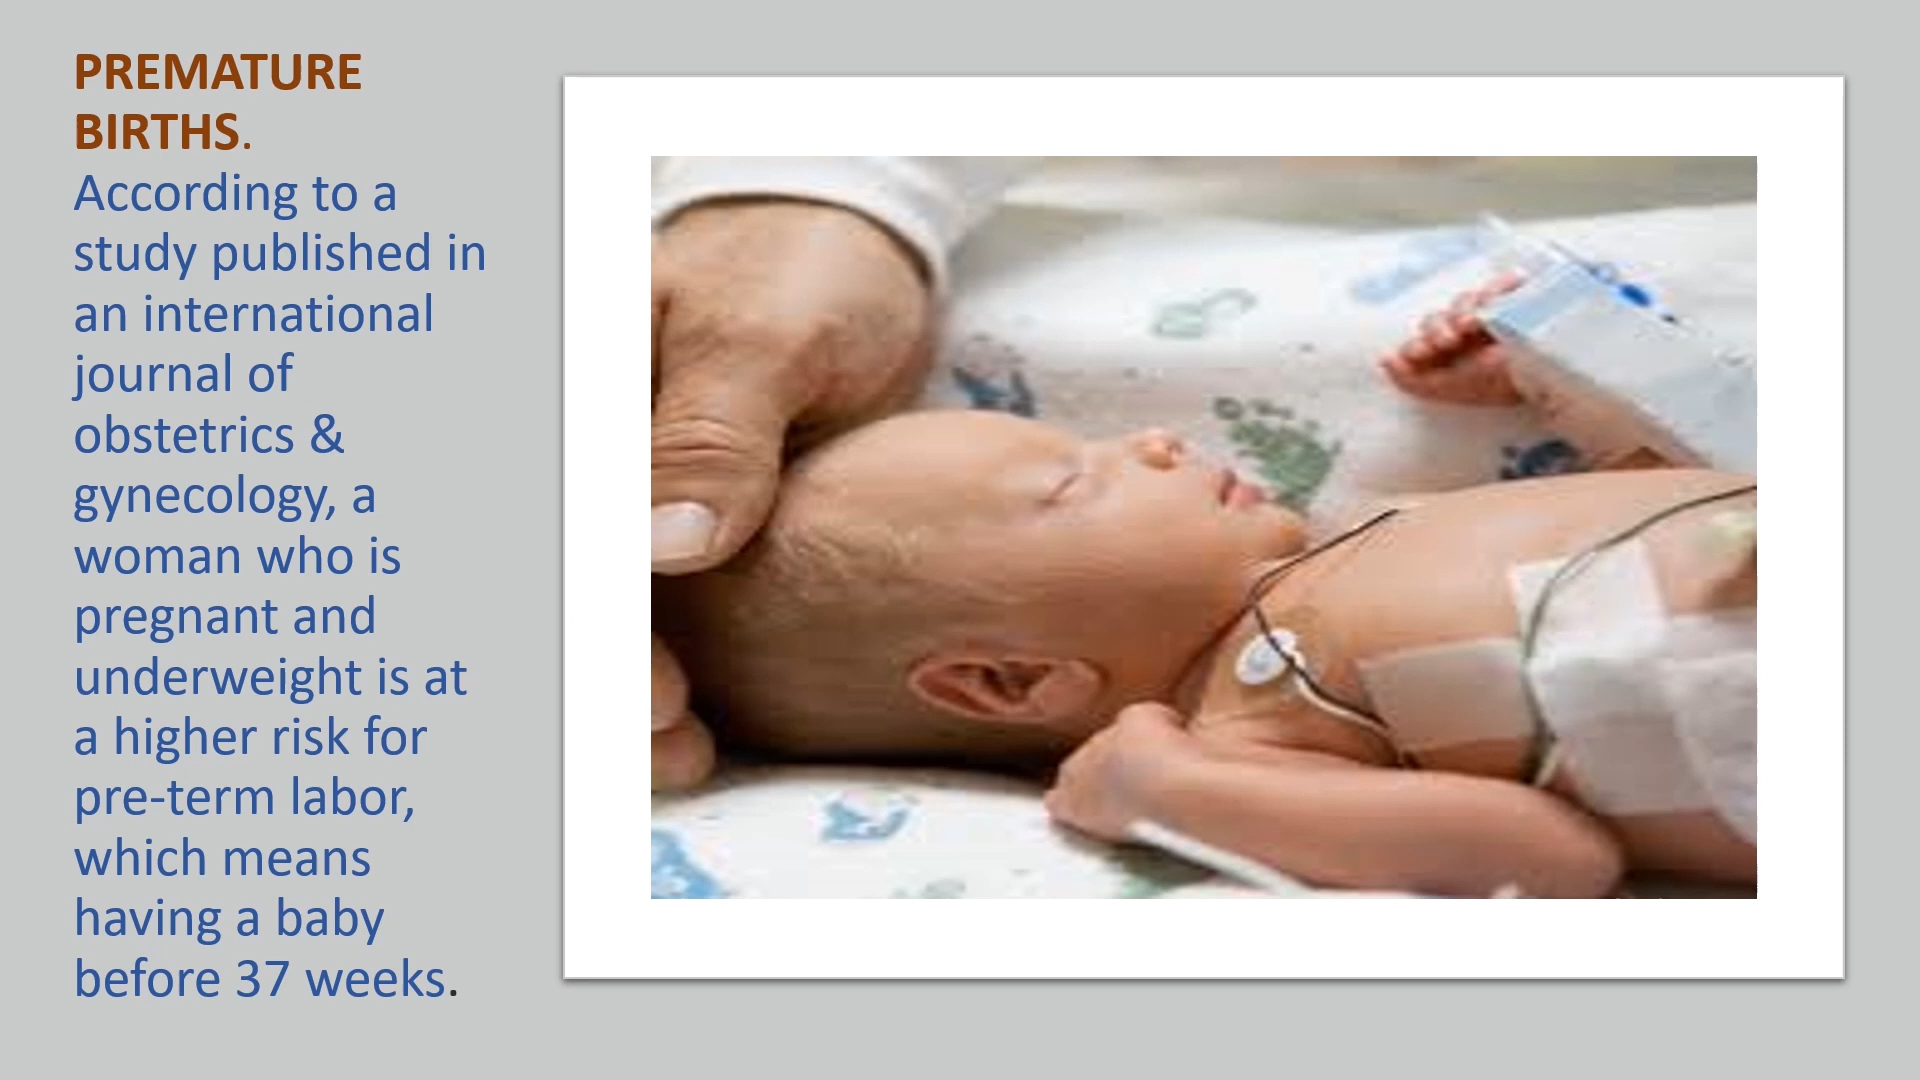 PREMATURE
BIRTHS.
According to a
study published in
an international
journal of
obstetrics &
gynecology, a
woman who is
pregnant and
underweight is at
a higher risk for
pre-term labor,
which means
having a baby
before 37 weeks.